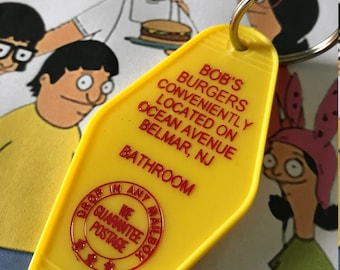 BOB'S
BURGERS
CONVENIENTLY
LOCATED ON
OCEAN AVENUE
BELMAR, NJ
BATHROOM
DROP IN ANY MAILBOX
WE
GUARANTEE
POSTAGE